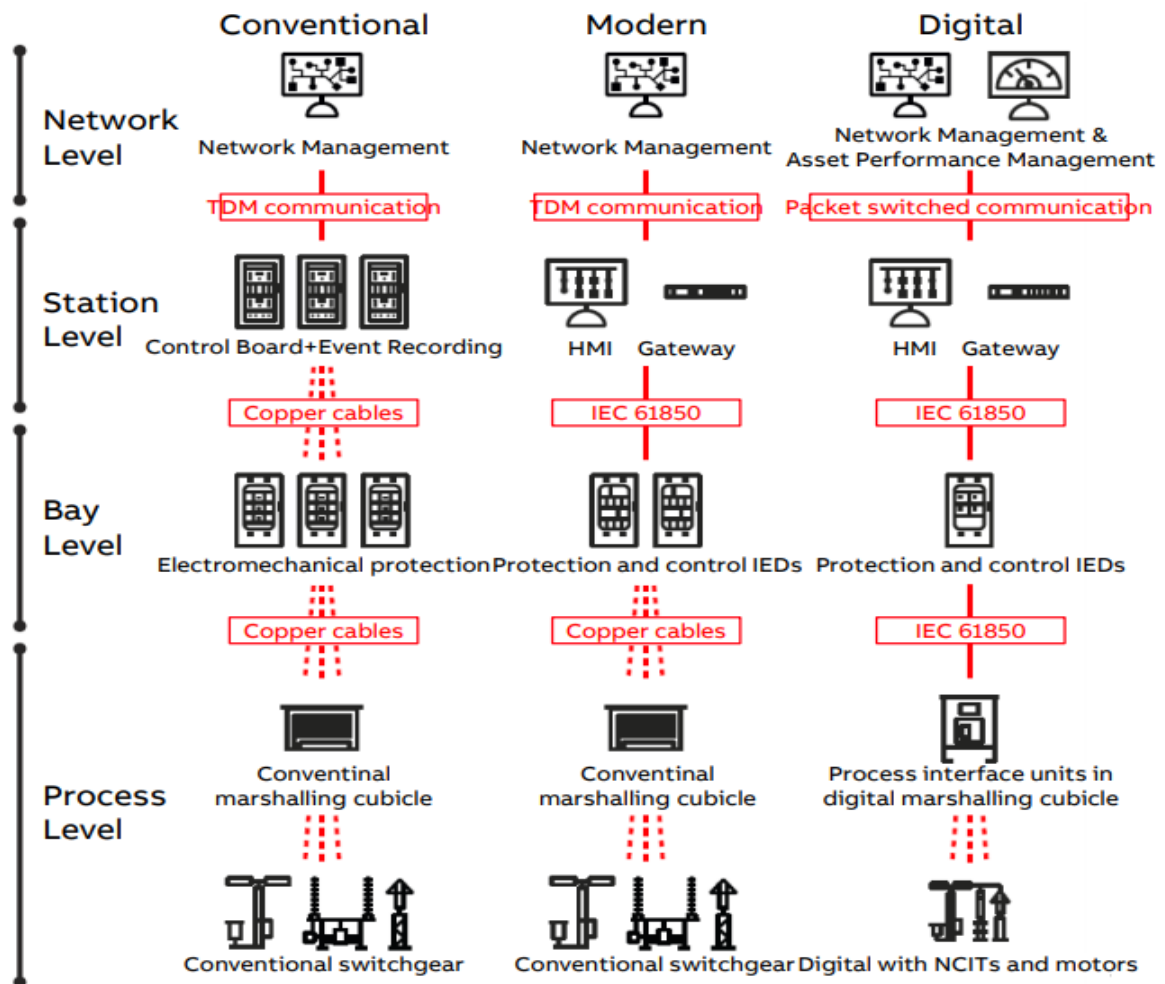 Conventional
Modern
Digital
Network
Level
Network Management
Network Management
Network Management &
Asset Performance Management
TDM communication
TDM communication
Packet switched communication
Station
Level
Control Board+Event Recording
HMI
Gateway
HMI
Gateway
Copper cables
IEC 61850
IEC 61850
Bay
Level
Electromechanical protection
Protection and control IEDs
Protection and control IEDs
Copper cables
Copper cables
IEC 61850
Process
Level
Conventinal
marshalling cubicle
Conventinal
marshalling cubicle
Process interface units in
digital marshalling cubicle
Conventional switchgear
Conventional switchgear
Digital with NCITs and motors